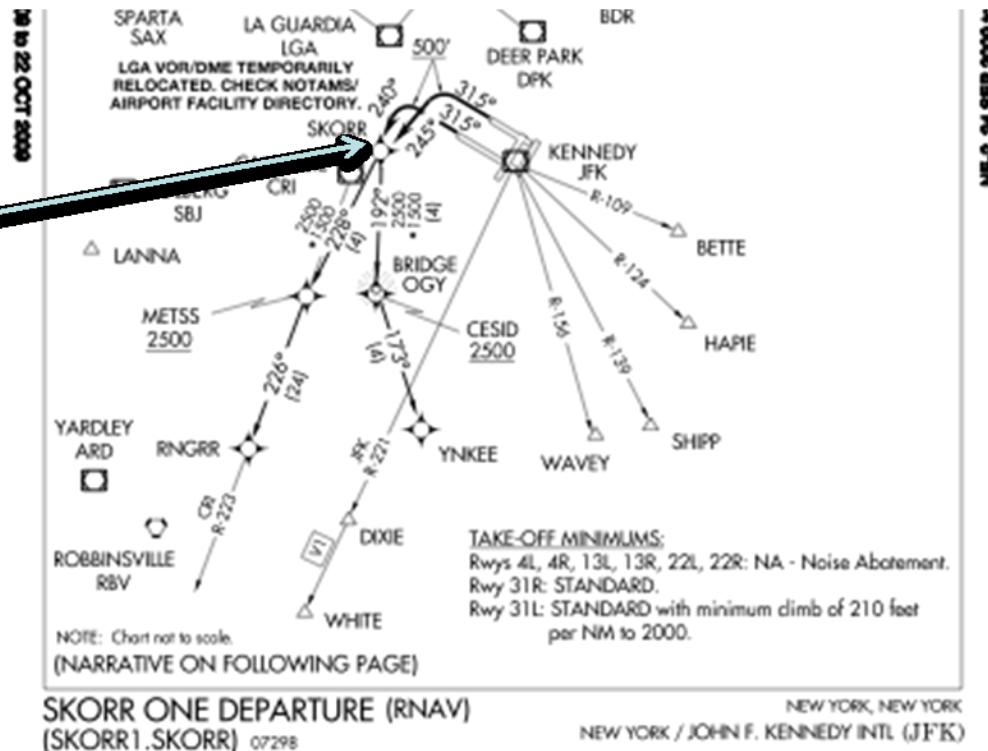 SPARTA
SAX
LA GUARDIA
LGA
500'
DEER PARK
DPK
BDR
LGA VOR/DME TEMPORARILY
RELOCATED. CHECK NOTAMS/
AIRPORT FACILITY DIRECTORY.
240°
315°
315°
245°
SKORR
KENNEDY
JFK
CRI
SBJ
R-109
BETTE
LANNA
2500
1500
228°
(4)
192°
2500
1500
(4)
BRIDGE
OGY
R-124
HAPIE
METSS
2500
CESID
2500
R-156
R-139
173°
(4)
226°
(24)
YARDLEY
ARD
RNGRR
YNKEE
WAVEY
SHIPP
JFK
R-221
CRI
R-223
ROBBINSVILLE
RBV
DIXIE
V1
WHITE
TAKE-OFF MINIMUMS:
Rwys 4L, 4R, 13L, 13R, 22L, 22R: NA - Noise Abatement.
Rwy 31R: STANDARD.
Rwy 31L: STANDARD with minimum climb of 210 feet
per NM to 2000.
NOTE: Chart not to scale.
(NARRATIVE ON FOLLOWING PAGE)
SKORR ONE DEPARTURE (RNAV)
(SKORR1.SKORR) 07298
NEW YORK, NEW YORK
NEW YORK / JOHN F. KENNEDY INTL (JFK)
to 22 OCT 2009